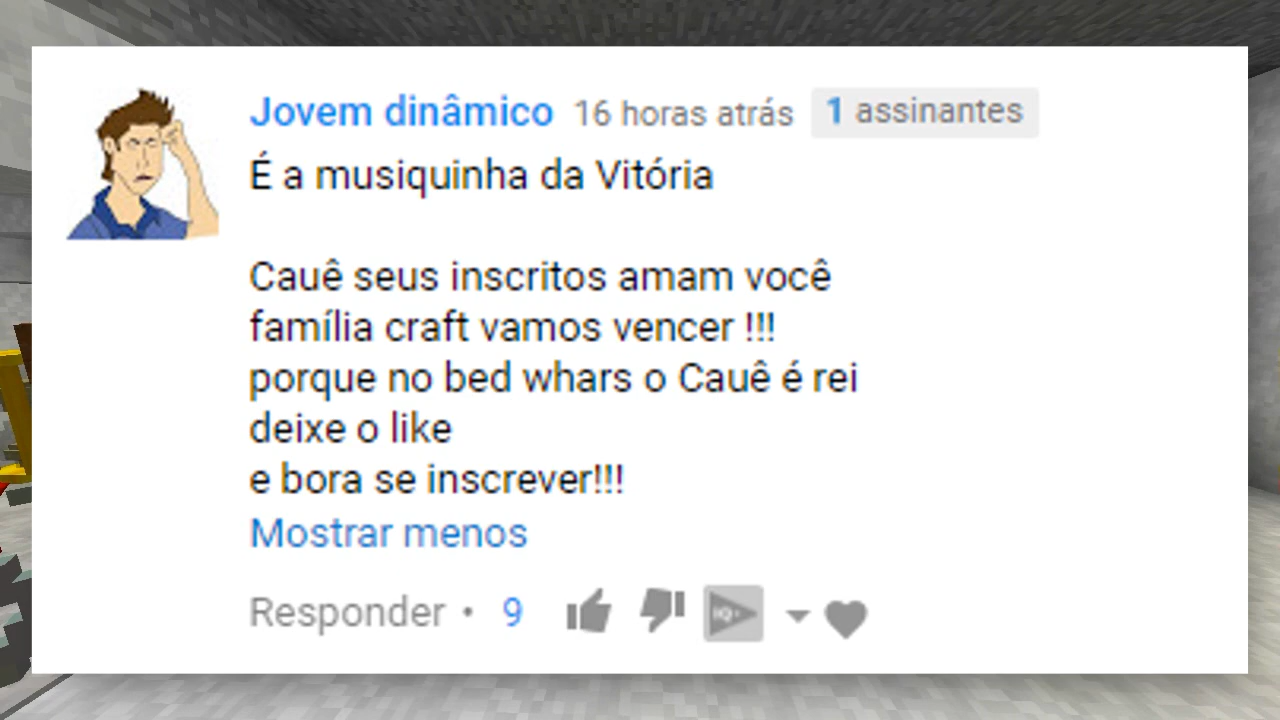 Jovem dinâmico 16 horas atrás 1 assinantes
É a musiquinha da Vitória
Cauê seus inscritos amam você
família craft vamos vencer !!!
porque no bed whars o Cauê é rei
deixe o like
e bora se inscrever!!!
Mostrar menos
Responder • 9